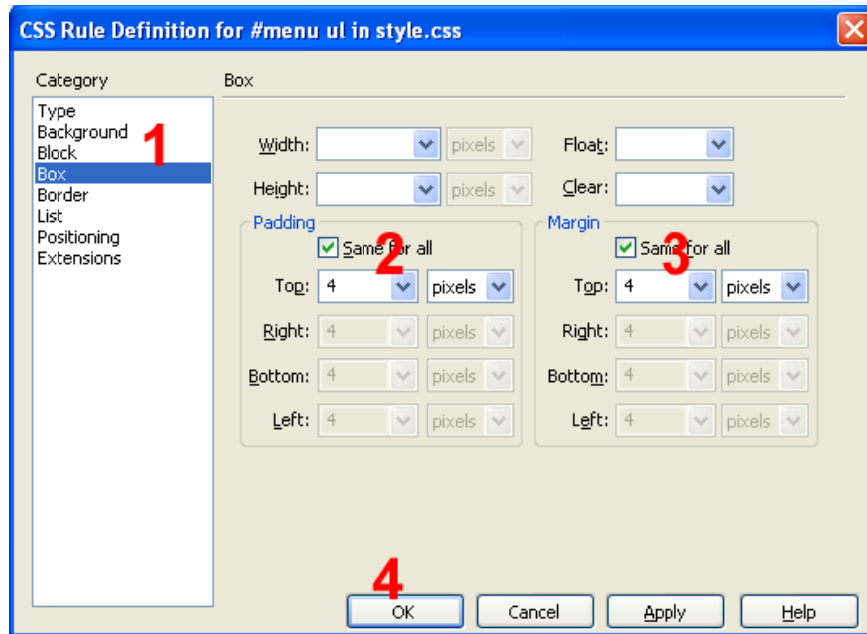 CSS Rule Definition for #menu ul in style.css
Category
Type
Background
Block
Box
Border
List
Positioning
Extensions
1
Box
Width: pixels Float:
Height: pixels Clear:
Padding
Same for all
2
Top: 4 pixels
Right: 4 pixels
Bottom: 4 pixels
Left: 4 pixels
Margin
Same for all
3
Top: 4 pixels
Right: 4 pixels
Bottom: 4 pixels
Left: 4 pixels
4
OK Cancel Apply Help